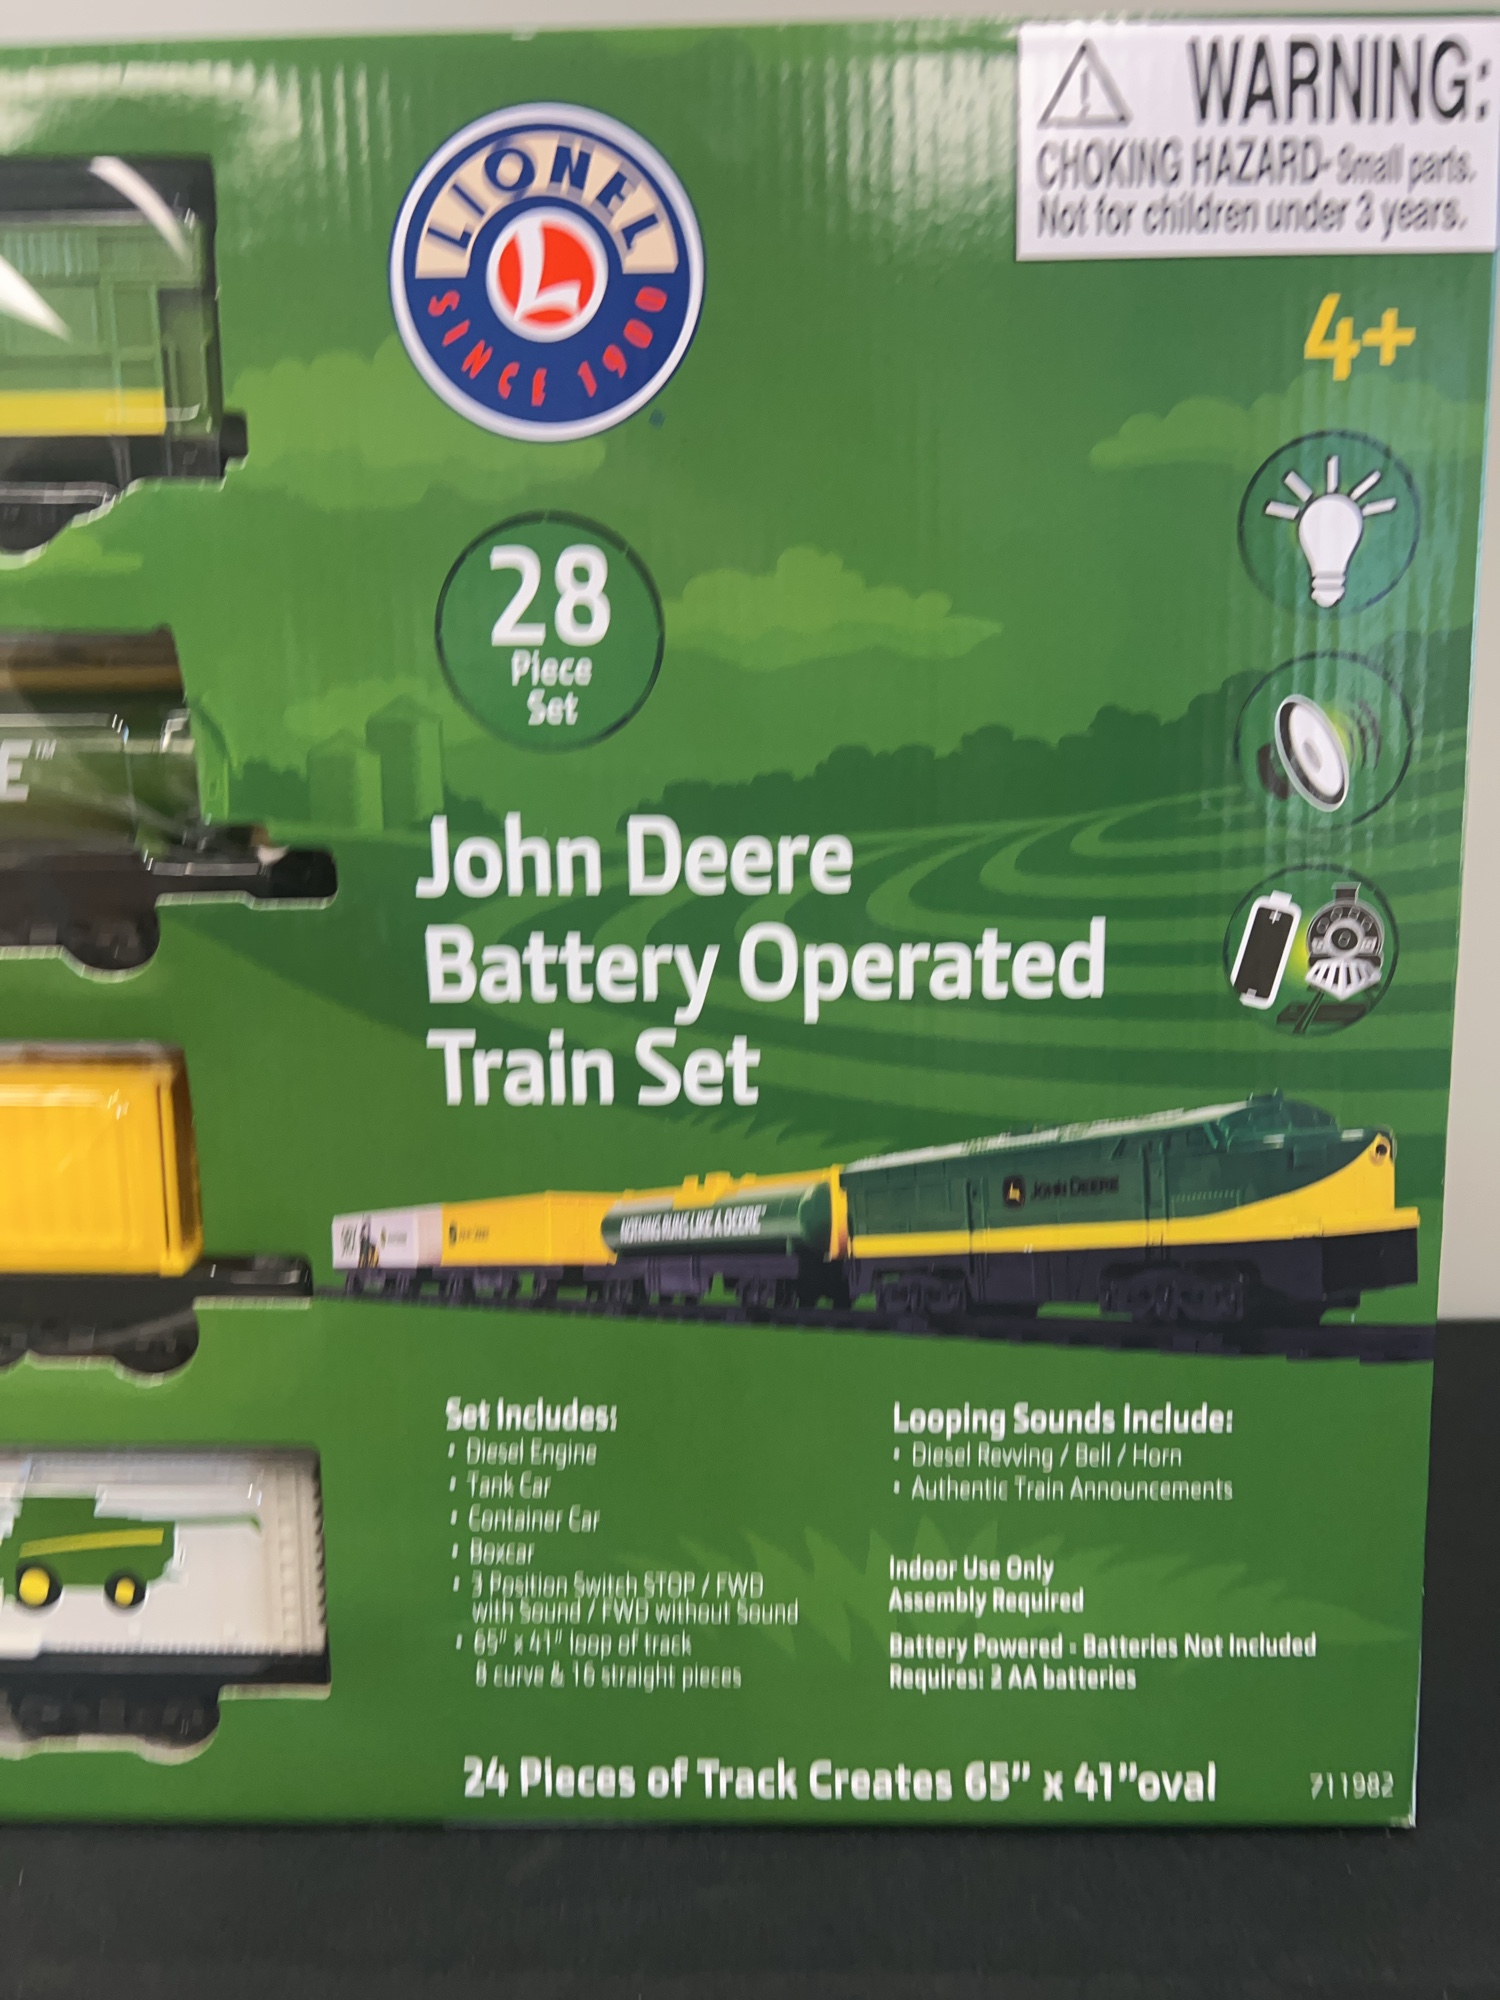 WARNING:
CHOKING HAZARD- Small parts.
Not for children under 3 years.
LIONEL
L
SINCE 1900
4+
28
Piece
Set
E™
John Deere
Battery Operated
Train Set
JOHN DEERE
NOTHING RUNS LIKE A DEERE™
Set Includes:
• Diesel Engine
• Tank Car
• Container Car
• Boxcar
• 3 Position Switch STOP / FWD
with Sound / FWD without Sound
• 65" x 41" loop of track
8 curve & 16 straight pieces
Looping Sounds Include:
• Diesel Revving / Bell / Horn
• Authentic Train Announcements
Indoor Use Only
Assembly Required
Battery Powered - Batteries Not Included
Requires: 2 AA batteries
24 Pieces of Track Creates 65" x 41"oval
711982